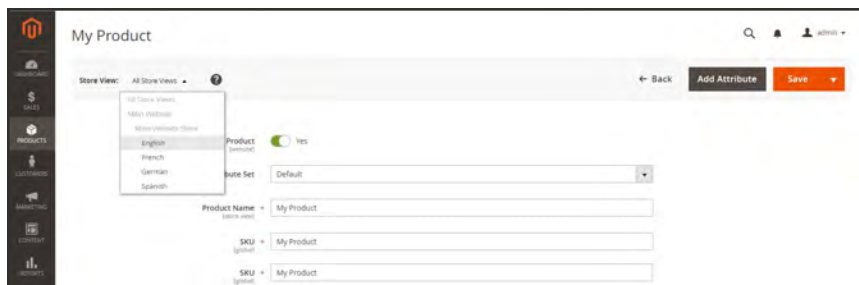 My Product
admin
DASHBOARD
Store View: All Store Views
Back
Add Attribute
Save
$
SALES
All Store Views
Main Website
Main Website Store
PRODUCTS
English
Product
[website]
Yes
French
German
bute Set
Default
CUSTOMERS
Spanish
MARKETING
Product Name *
[store view]
My Product
CONTENT
SKU *
[global]
My Product
REPORTS
SKU *
[global]
My Product